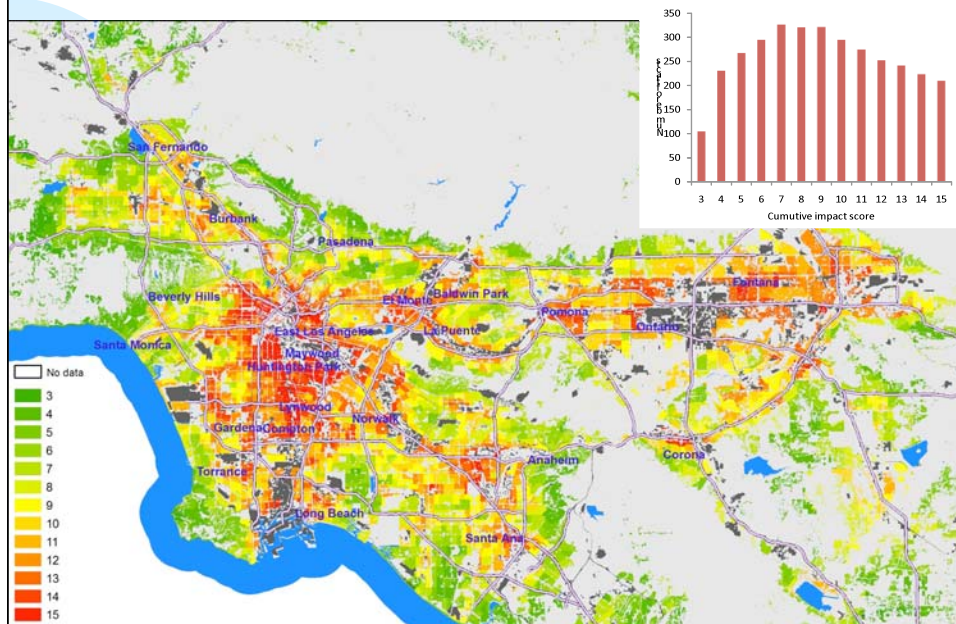 350
300
250
200
150
100
50
0
3 4 5 6 7 8 9 10 11 12 13 14 15
Cumutive impact score
San Fernando
Burbank
Pasadena
Beverly Hills
El Monte
Baldwin Park
Fontana
Pomona
Ontario
East Los Angeles
La Puente
Santa Monica
Maywood
Huntington Park
Lynwood
Norwalk
Gardena
Compton
Torrance
Anaheim
Corona
Long Beach
Santa Ana
No data
3
4
5
6
7
8
9
10
11
12
13
14
15